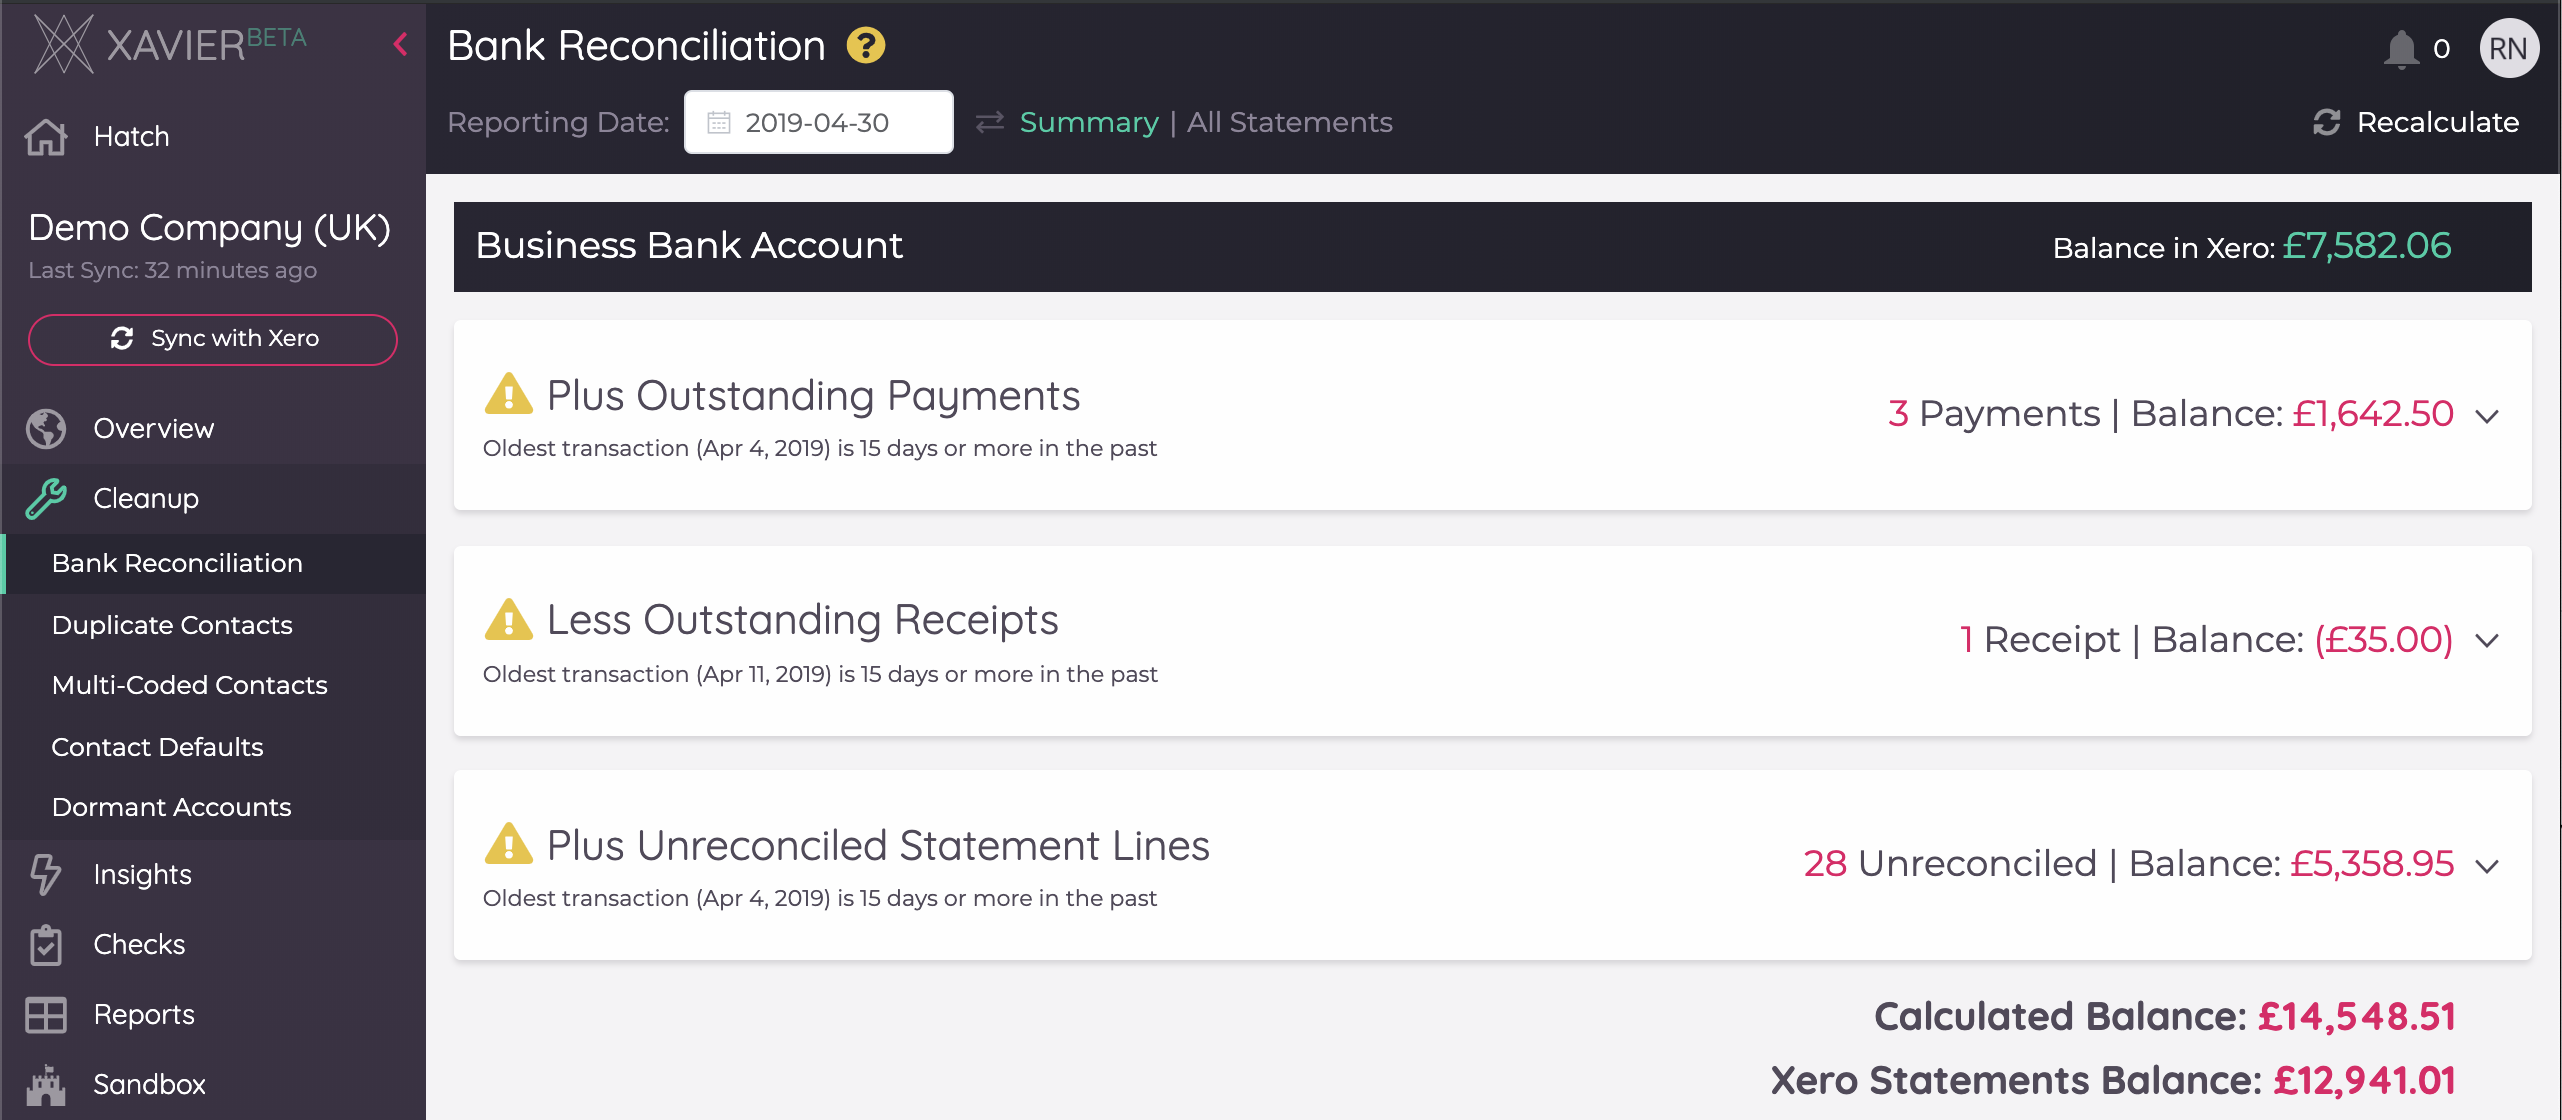 XAVIER BETA
Hatch
Demo Company (UK)
Last Sync: 32 minutes ago
Sync with Xero
Overview
Cleanup
Bank Reconciliation
Duplicate Contacts
Multi-Coded Contacts
Contact Defaults
Dormant Accounts
Insights
Checks
Reports
Sandbox
Bank Reconciliation ?
0 RN
Reporting Date: 2019-04-30 Summary | All Statements
Recalculate
Business Bank Account Balance in Xero: £7,582.06
Plus Outstanding Payments
Oldest transaction (Apr 4, 2019) is 15 days or more in the past
3 Payments | Balance: £1,642.50
Less Outstanding Receipts
Oldest transaction (Apr 11, 2019) is 15 days or more in the past
1 Receipt | Balance: (£35.00)
Plus Unreconciled Statement Lines
Oldest transaction (Apr 4, 2019) is 15 days or more in the past
28 Unreconciled | Balance: £5,358.95
Calculated Balance: £14,548.51
Xero Statements Balance: £12,941.01